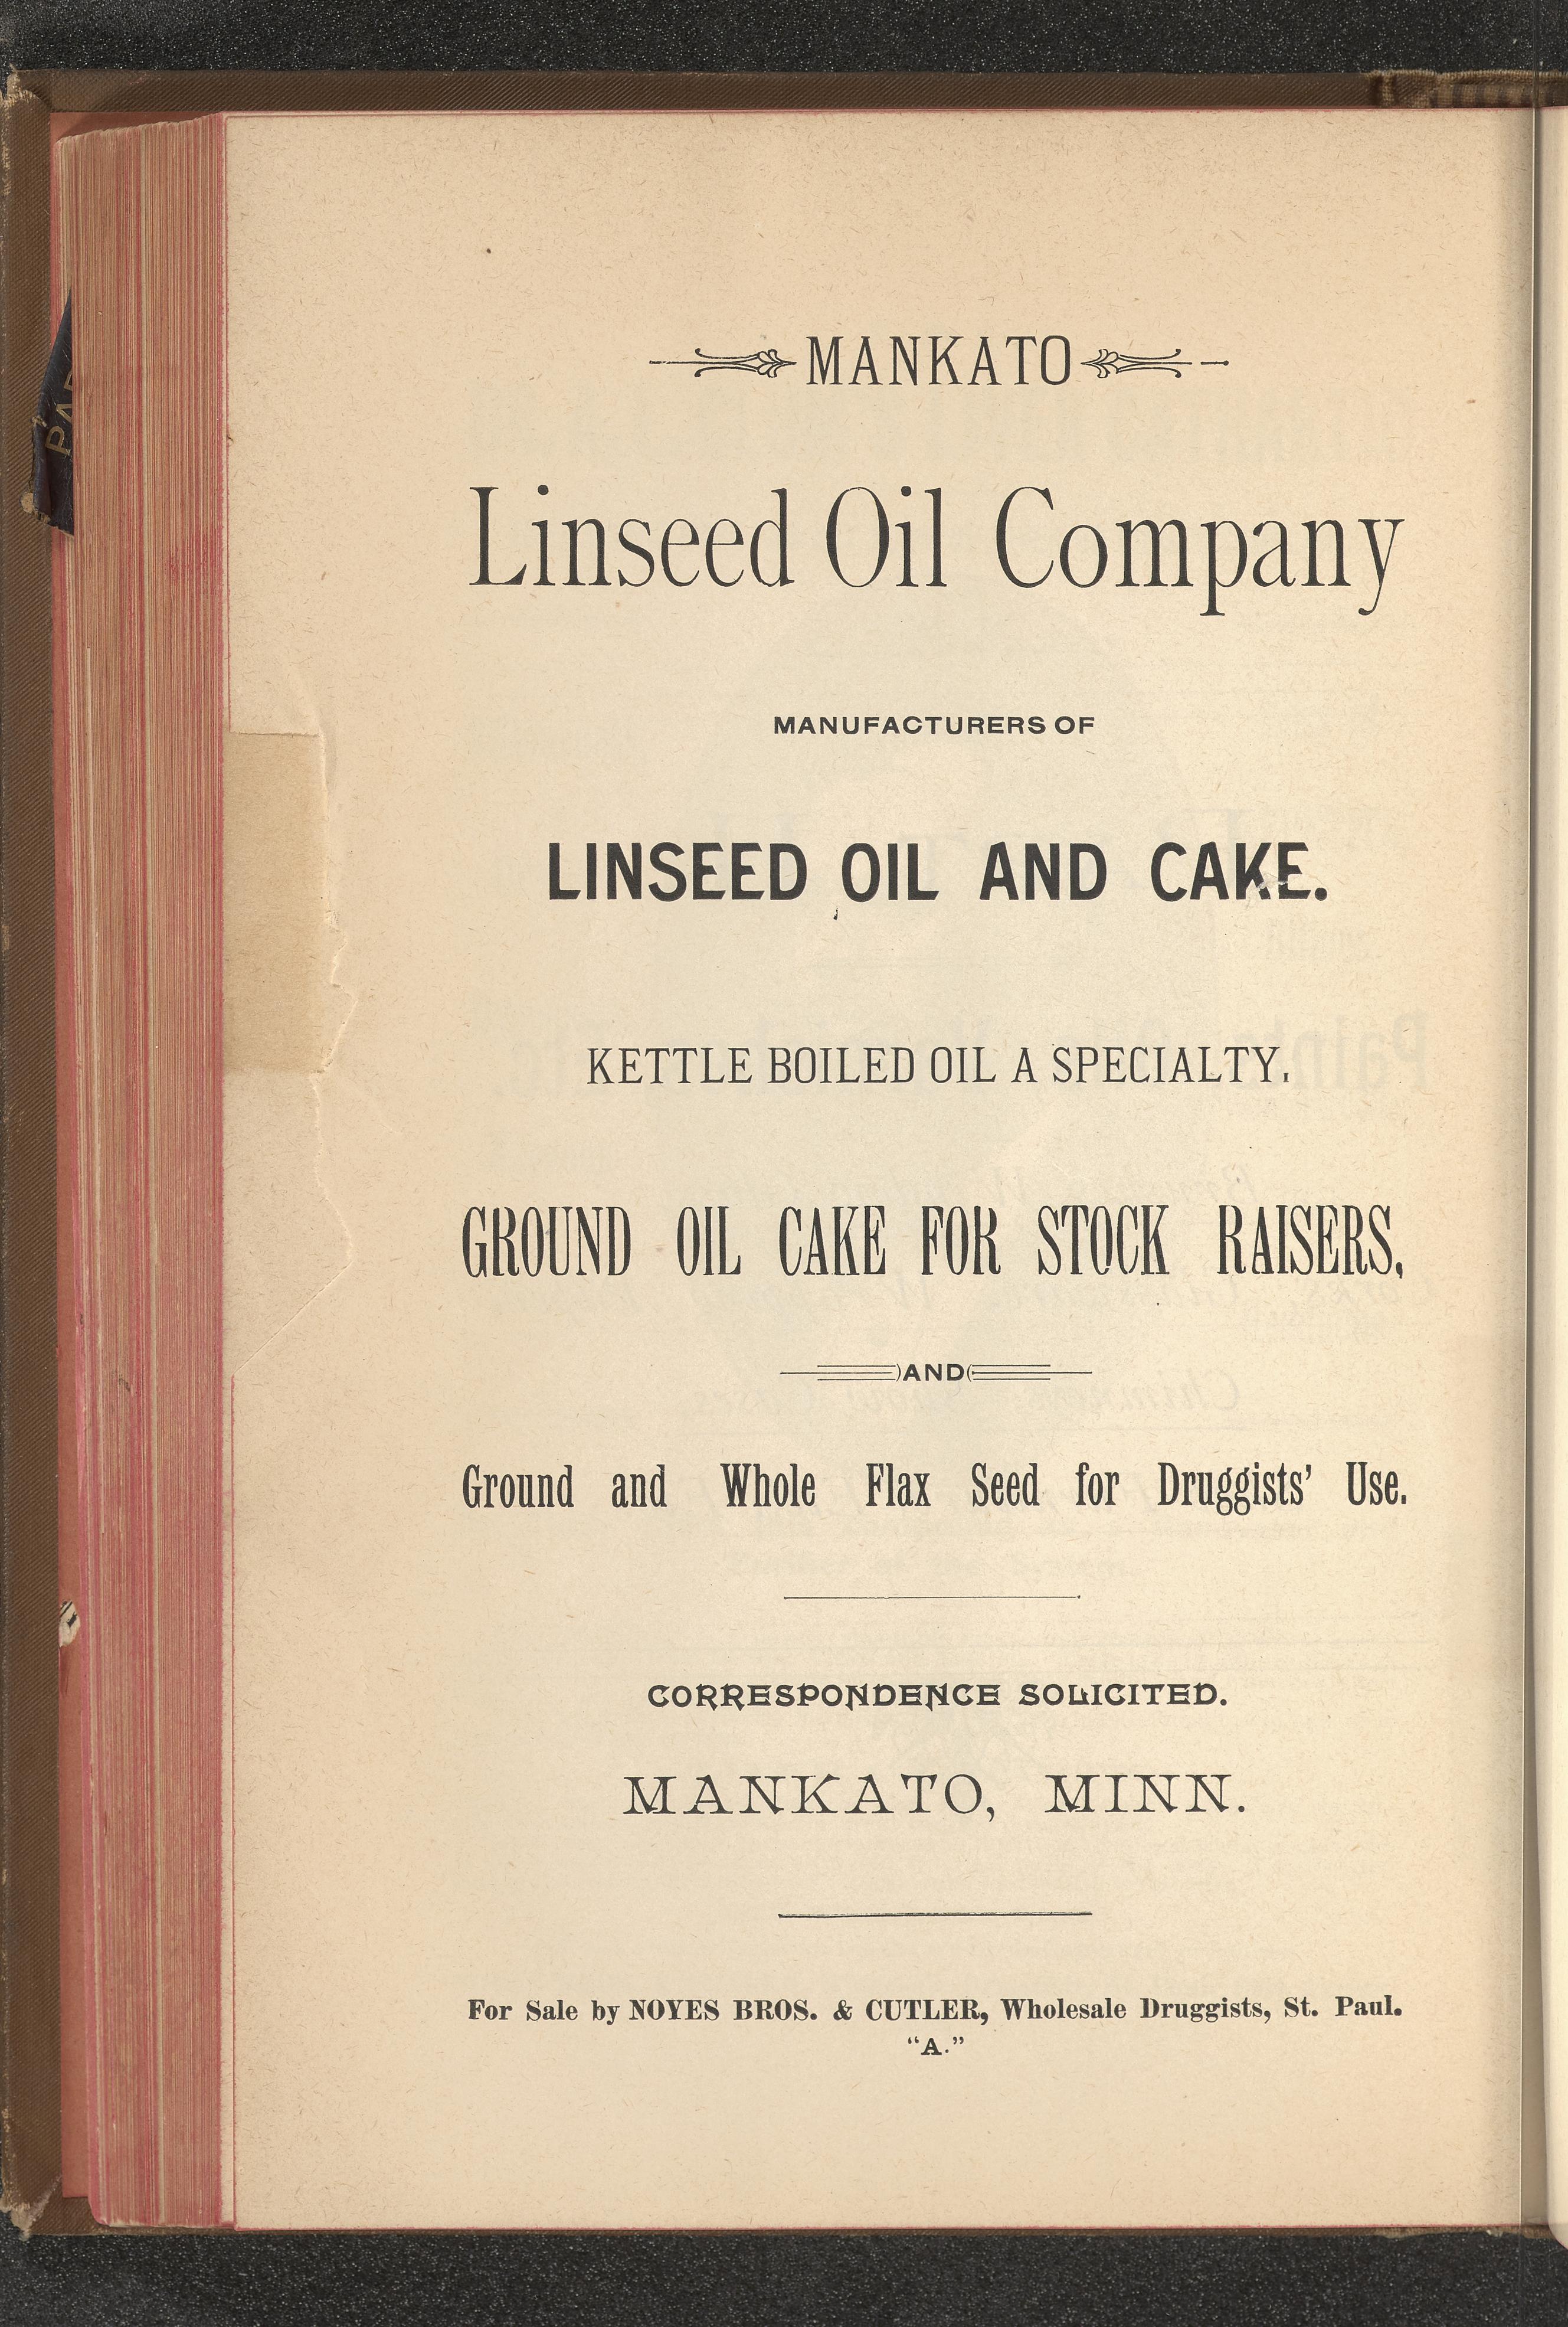 MANKATO
Linseed Oil Company
MANUFACTURERS OF
LINSEED OIL AND CAKE.
KETTLE BOILED OIL A SPECIALTY.
GROUND OIL CAKE FOR STOCK RAISERS,
AND
Ground and Whole Flax Seed for Druggists' Use.
CORRESPONDENCE SOLICITED.
MANKATO, MINN.
For Sale by NOYES BROS. & CUTLER, Wholesale Druggists, St. Paul.
"A."